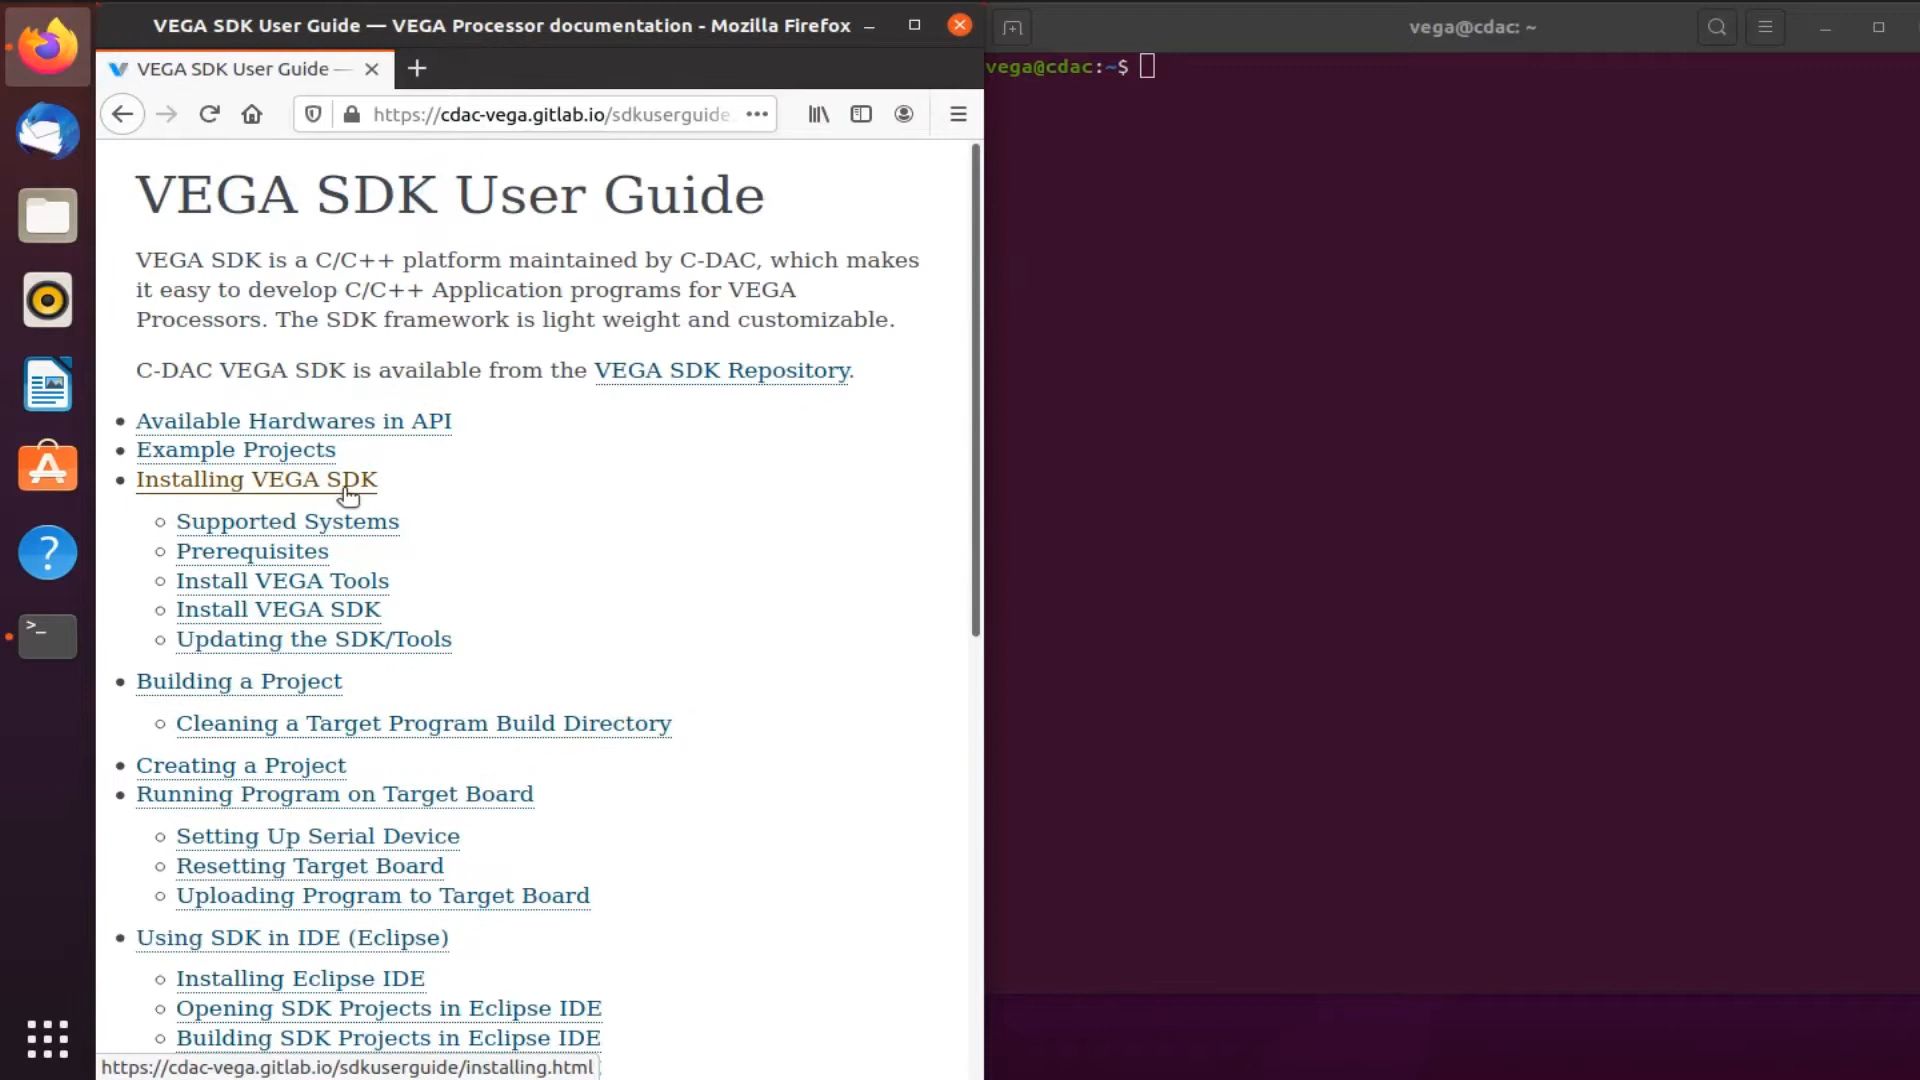 VEGA SDK User Guide — VEGA Processor documentation - Mozilla Firefox
vega@cdac: ~
VEGA SDK User Guide —
vega@cdac:~$
https://cdac-vega.gitlab.io/sdkuserguide
VEGA SDK User Guide
VEGA SDK is a C/C++ platform maintained by C-DAC, which makes
it easy to develop C/C++ Application programs for VEGA
Processors. The SDK framework is light weight and customizable.
C-DAC VEGA SDK is available from the VEGA SDK Repository.
Available Hardwares in API
Example Projects
Installing VEGA SDK
Supported Systems
Prerequisites
Install VEGA Tools
Install VEGA SDK
Updating the SDK/Tools
Building a Project
Cleaning a Target Program Build Directory
Creating a Project
Running Program on Target Board
Setting Up Serial Device
Resetting Target Board
Uploading Program to Target Board
Using SDK in IDE (Eclipse)
Installing Eclipse IDE
Opening SDK Projects in Eclipse IDE
Building SDK Projects in Eclipse IDE
https://cdac-vega.gitlab.io/sdkuserguide/installing.html